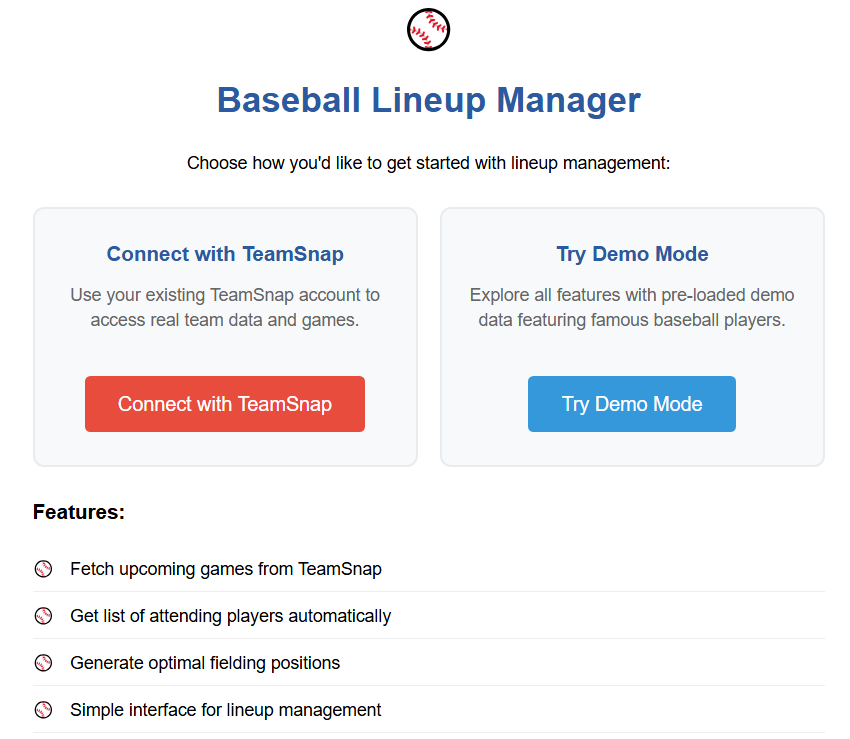 Baseball Lineup Manager
Choose how you'd like to get started with lineup management:
Connect with TeamSnap
Use your existing TeamSnap account to
access real team data and games.
Connect with TeamSnap
Try Demo Mode
Explore all features with pre-loaded demo
data featuring famous baseball players.
Try Demo Mode
Features:
Fetch upcoming games from TeamSnap
Get list of attending players automatically
Generate optimal fielding positions
Simple interface for lineup management